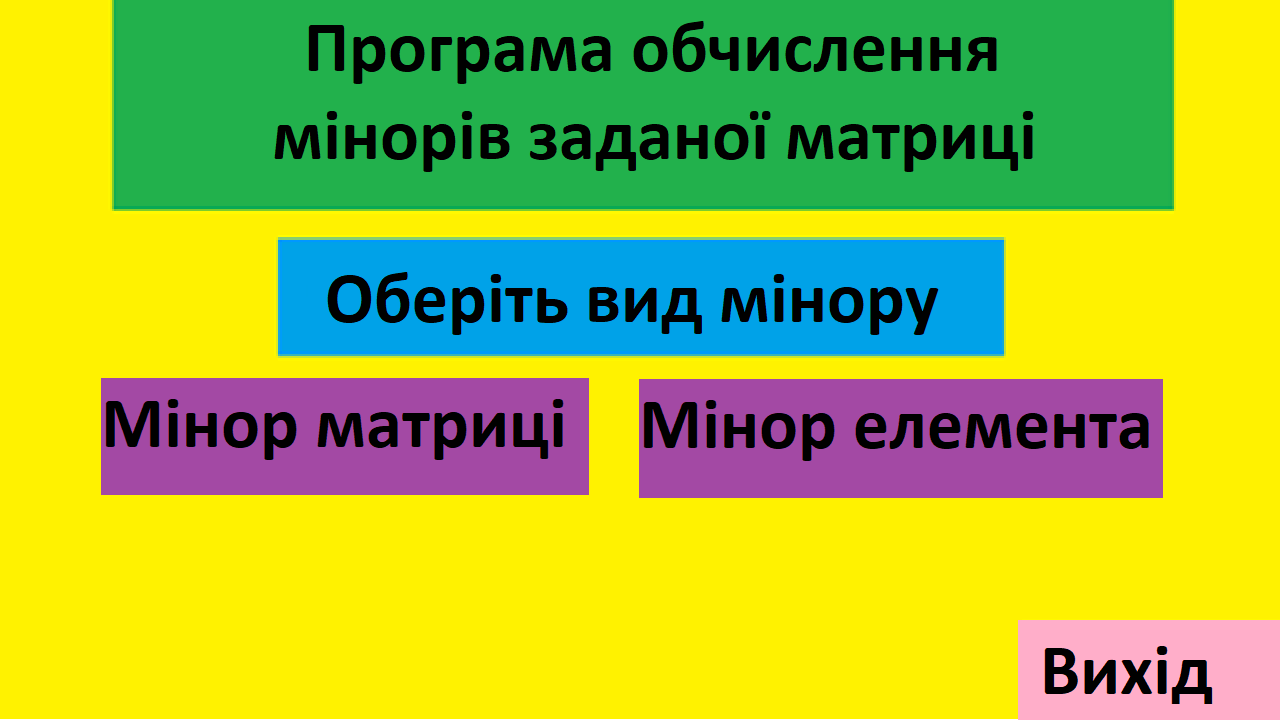 Програма обчислення
мінорів заданої матриці
Оберіть вид мінору
Мінор матриці
Мінор елемента
Вихід